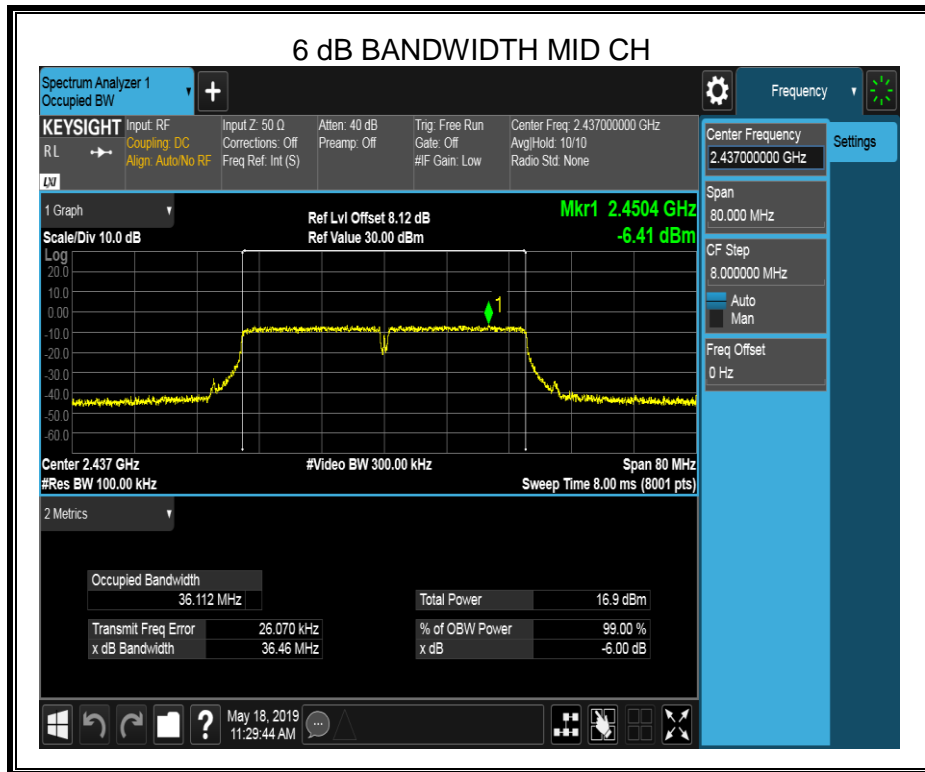 6 dB BANDWIDTH MID CH
Spectrum Analyzer 1
Occupied BW
+
Frequency
KEYSIGHT
RL
LXI
Input: RF
Coupling: DC
Align: Auto/No RF
Input Z: 50 Ω
Corrections: Off
Freq Ref: Int (S)
Atten: 40 dB
Preamp: Off
Trig: Free Run
Gate: Off
#IF Gain: Low
Center Freq: 2.437000000 GHz
Avg|Hold: 10/10
Radio Std: None
Center Frequency
2.437000000 GHz
Settings
Span
80.000 MHz
CF Step
8.000000 MHz
Auto
Man
Freq Offset
0 Hz
1 Graph
Scale/Div 10.0 dB
Ref Lvl Offset 8.12 dB
Ref Value 30.00 dBm
Mkr1 2.4504 GHz
-6.41 dBm
Log
20.0
10.0
0.00
-10.0
-20.0
-30.0
-40.0
-50.0
-60.0
1
Center 2.437 GHz
#Res BW 100.00 kHz
#Video BW 300.00 kHz
Span 80 MHz
Sweep Time 8.00 ms (8001 pts)
2 Metrics
Occupied Bandwidth
36.112 MHz
Total Power 16.9 dBm
Transmit Freq Error 26.070 kHz
% of OBW Power 99.00 %
x dB Bandwidth 36.46 MHz
x dB -6.00 dB
?
May 18, 2019
11:29:44 AM